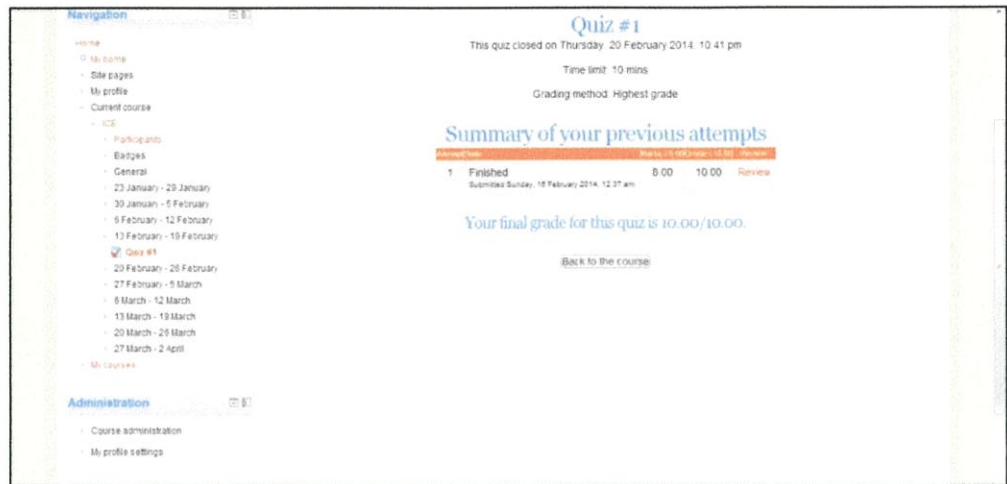 Navigation
Home
My home
Site pages
My profile
Current course
ICE
Participants
Badges
General
23 January - 29 January
30 January - 5 February
6 February - 12 February
13 February - 19 February
Quiz #1
20 February - 26 February
27 February - 5 March
6 March - 12 March
13 March - 19 March
20 March - 26 March
27 March - 2 April
My courses
Administration
Course administration
My profile settings
Quiz #1
This quiz closed on Thursday, 20 February 2014, 10:41 pm
Time limit: 10 mins
Grading method: Highest grade
Summary of your previous attempts
Review
1 Finished 8.00 10.00 Review
Submitted Sunday, 16 February 2014, 12:37 am
Your final grade for this quiz is 10.00/10.00.
Back to the course